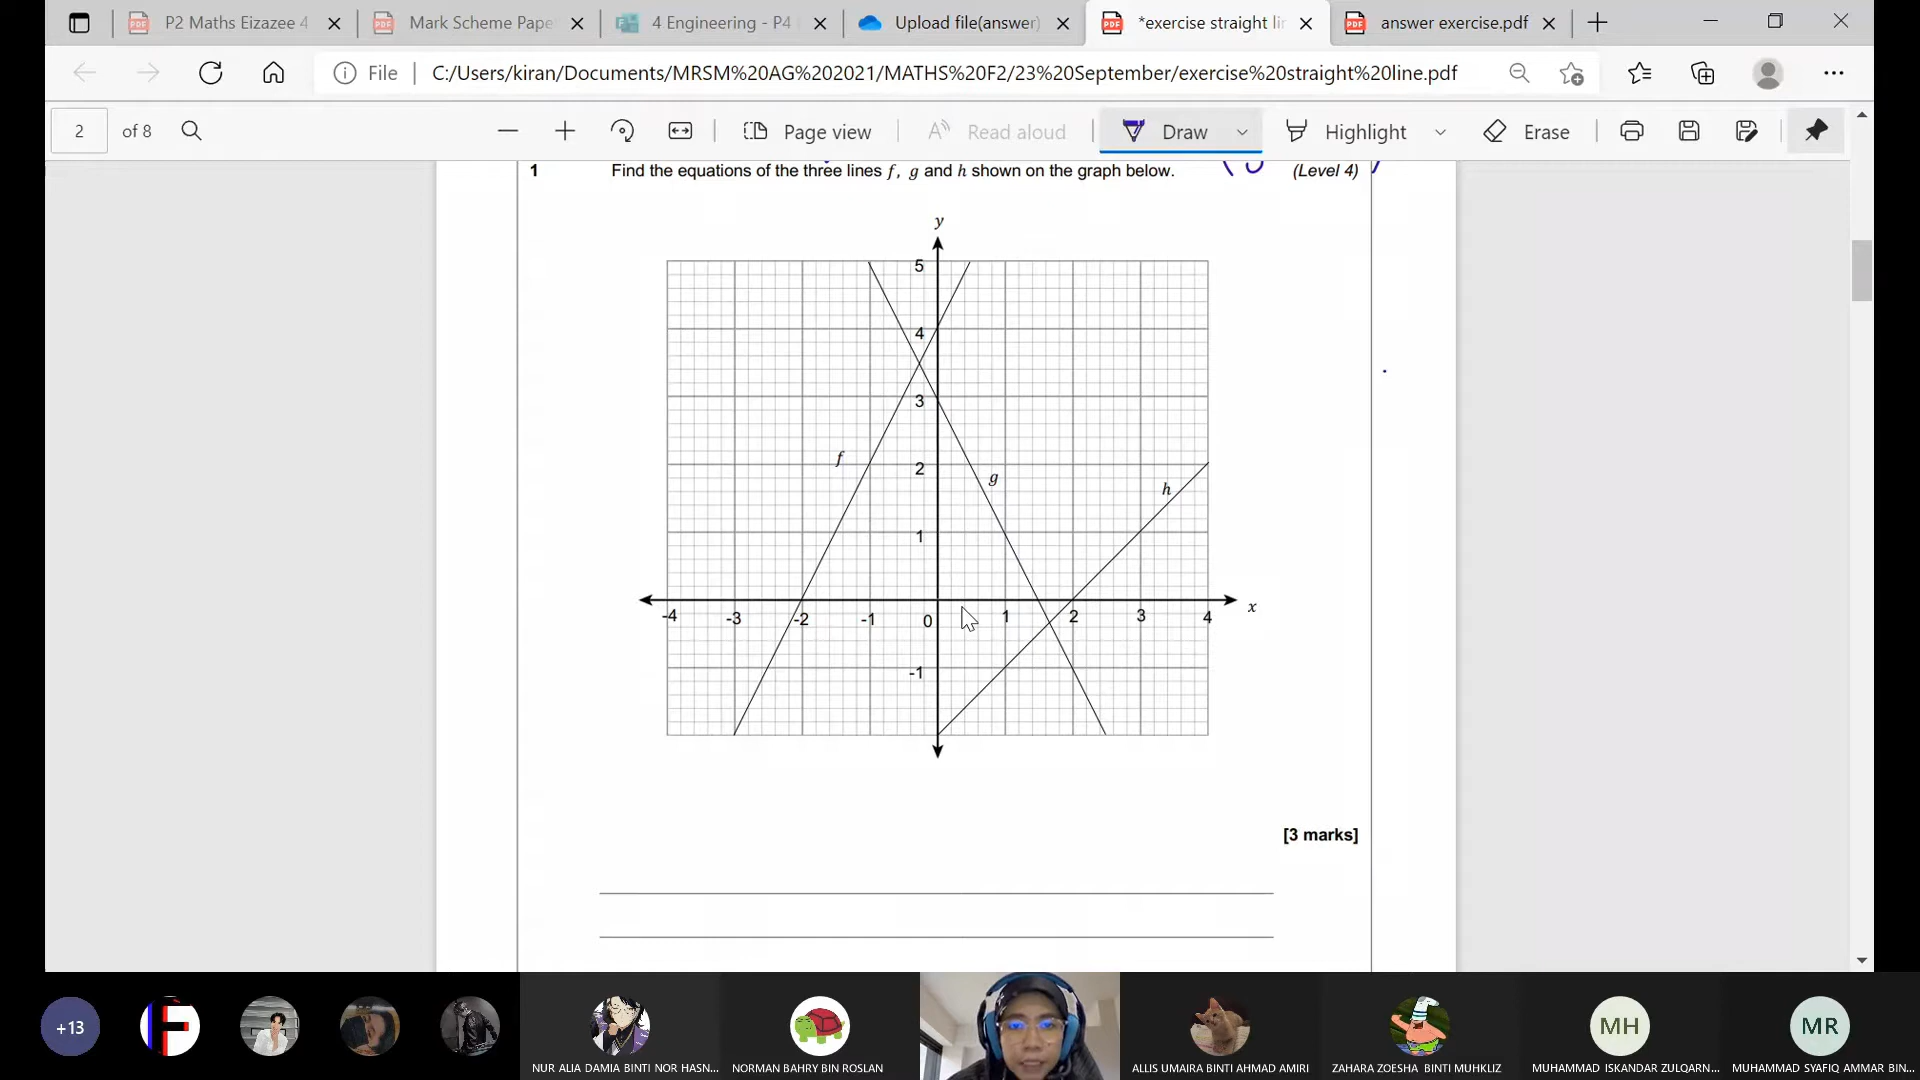 P2 Maths Eizazee 4
Mark Scheme Pape
4 Engineering - P4
Upload file(answer)
*exercise straight lin
answer exercise.pdf
File
C:/Users/kiran/Documents/MRSM%20AG%202021/MATHS%20F2/23%20September/exercise%20straight%20line.pdf
2
of 8
Page view
Read aloud
Draw
Highlight
Erase
1 Find the equations of the three lines f, g and h shown on the graph below. (Level 4)
y
5
4
3
f
2
g
h
1
-4 -3 -2 -1 0 1 2 3 4 x
-1
[3 marks]
+13
F
MH
MR
NUR ALIA DAMIA BINTI NOR HASN...
NORMAN BAHRY BIN ROSLAN
ALLIS UMAIRA BINTI AHMAD AMIRI
ZAHARA ZOESHA BINTI MUHKLIZ
MUHAMMAD ISKANDAR ZULQARN...
MUHAMMAD SYAFIQ AMMAR BIN...